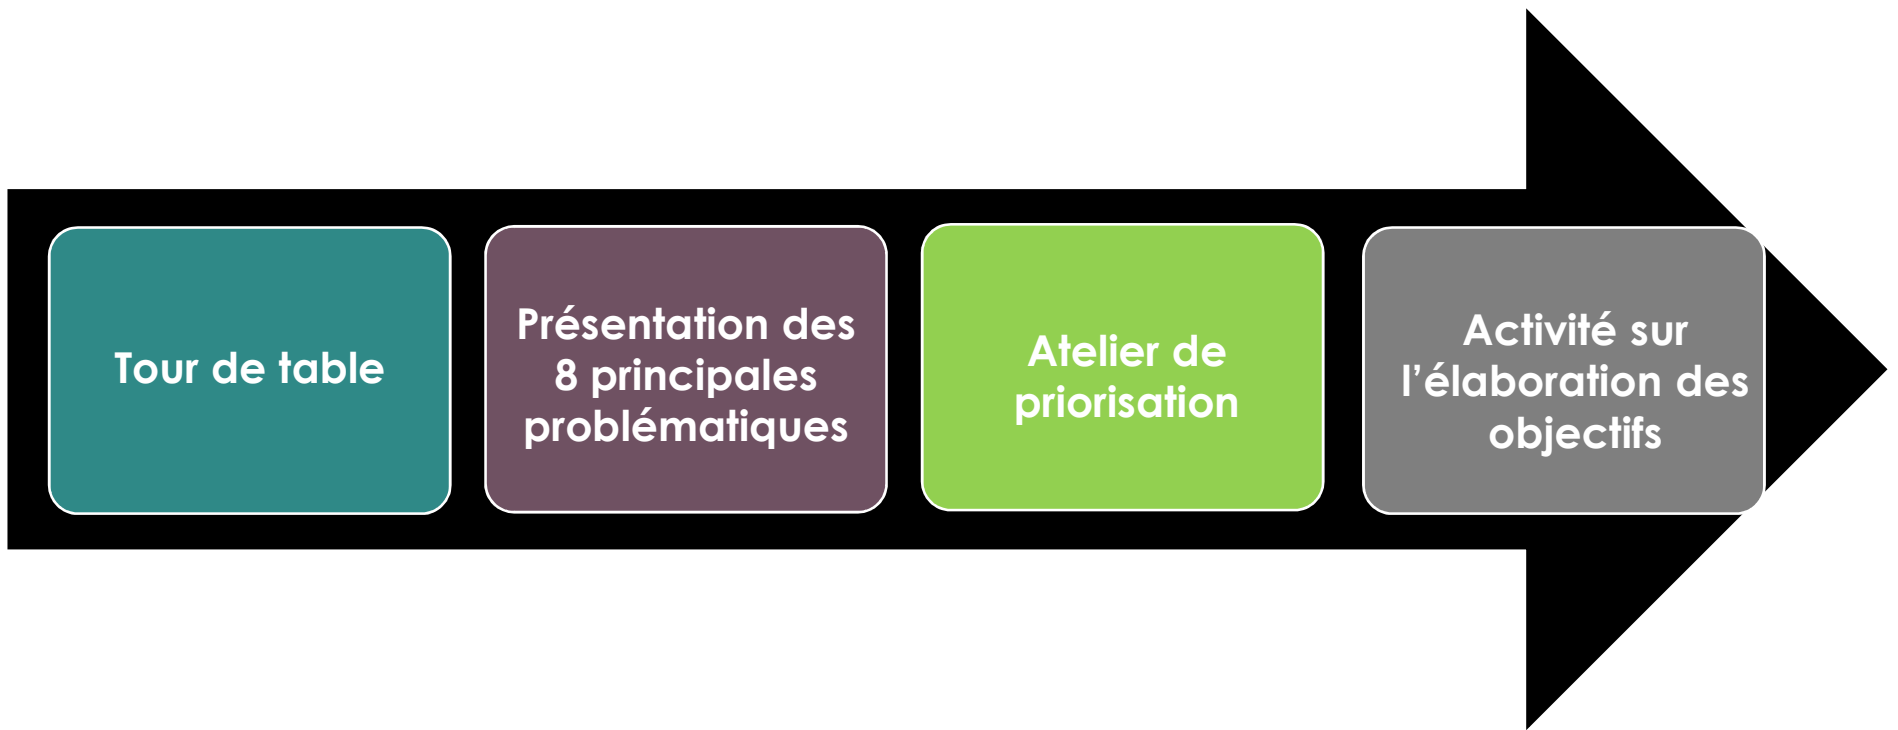 Tour de table
Présentation des
8 principales
problématiques
Atelier de
priorisation
Activité sur
l’élaboration des
objectifs